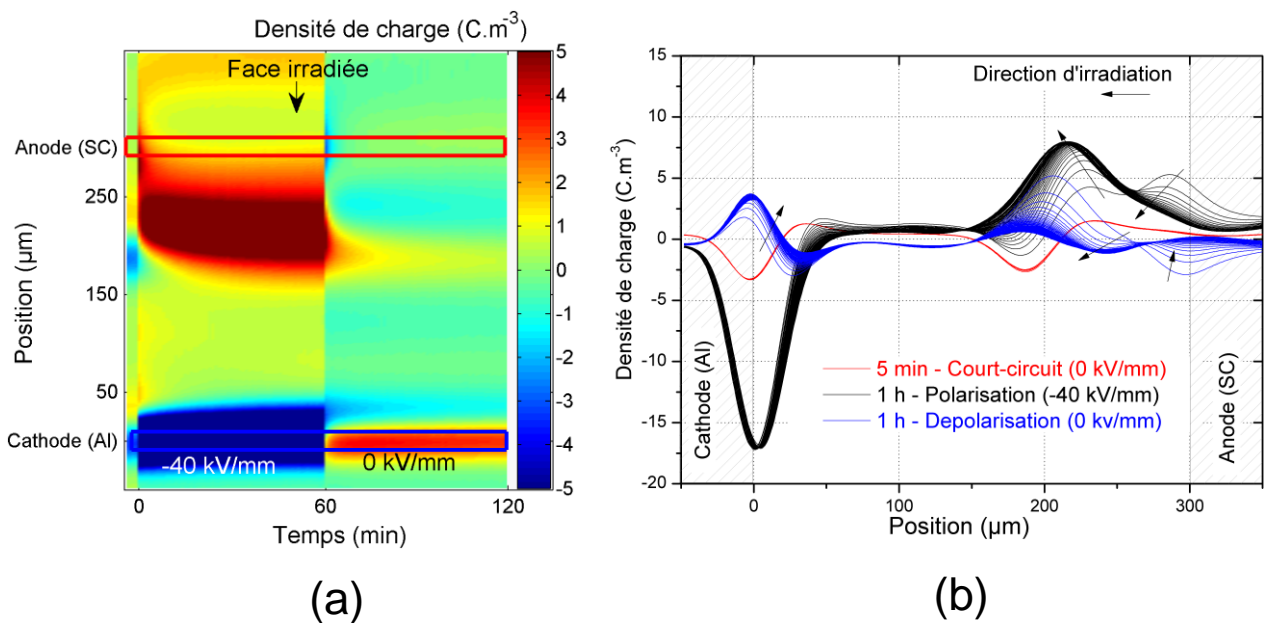 Densité de charge (C.m-3)
Face irradiée
Anode (SC)
250
150
50
Cathode (Al)
Position (µm)
-40 kV/mm
0 kV/mm
0
60
120
Temps (min)
5
4
3
2
1
0
-1
-2
-3
-4
-5
(a)
15
10
5
0
-5
-10
-15
-20
Densité de charge (C.m-3)
Direction d'irradiation
Cathode (Al)
Anode (SC)
5 min - Court-circuit (0 kV/mm)
1 h - Polarisation (-40 kV/mm)
1 h - Depolarisation (0 kv/mm)
0
50
100
150
200
250
300
350
Position (µm)
(b)